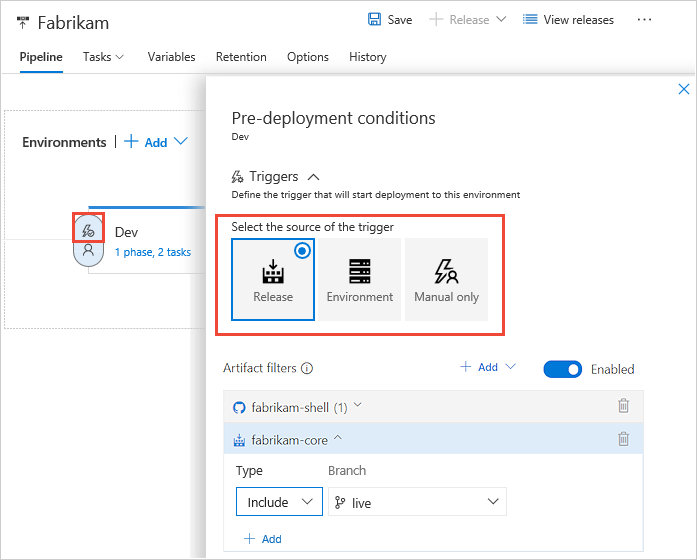 Fabrikam
Save
Release
View releases
...
Pipeline
Tasks
Variables
Retention
Options
History
Environments
Add
Dev
1 phase, 2 tasks
Pre-deployment conditions
Dev
Triggers
Define the trigger that will start deployment to this environment
Select the source of the trigger
Release
Environment
Manual only
Artifact filters
Add
Enabled
fabrikam-shell (1)
fabrikam-core
Type
Branch
Include
live
Add